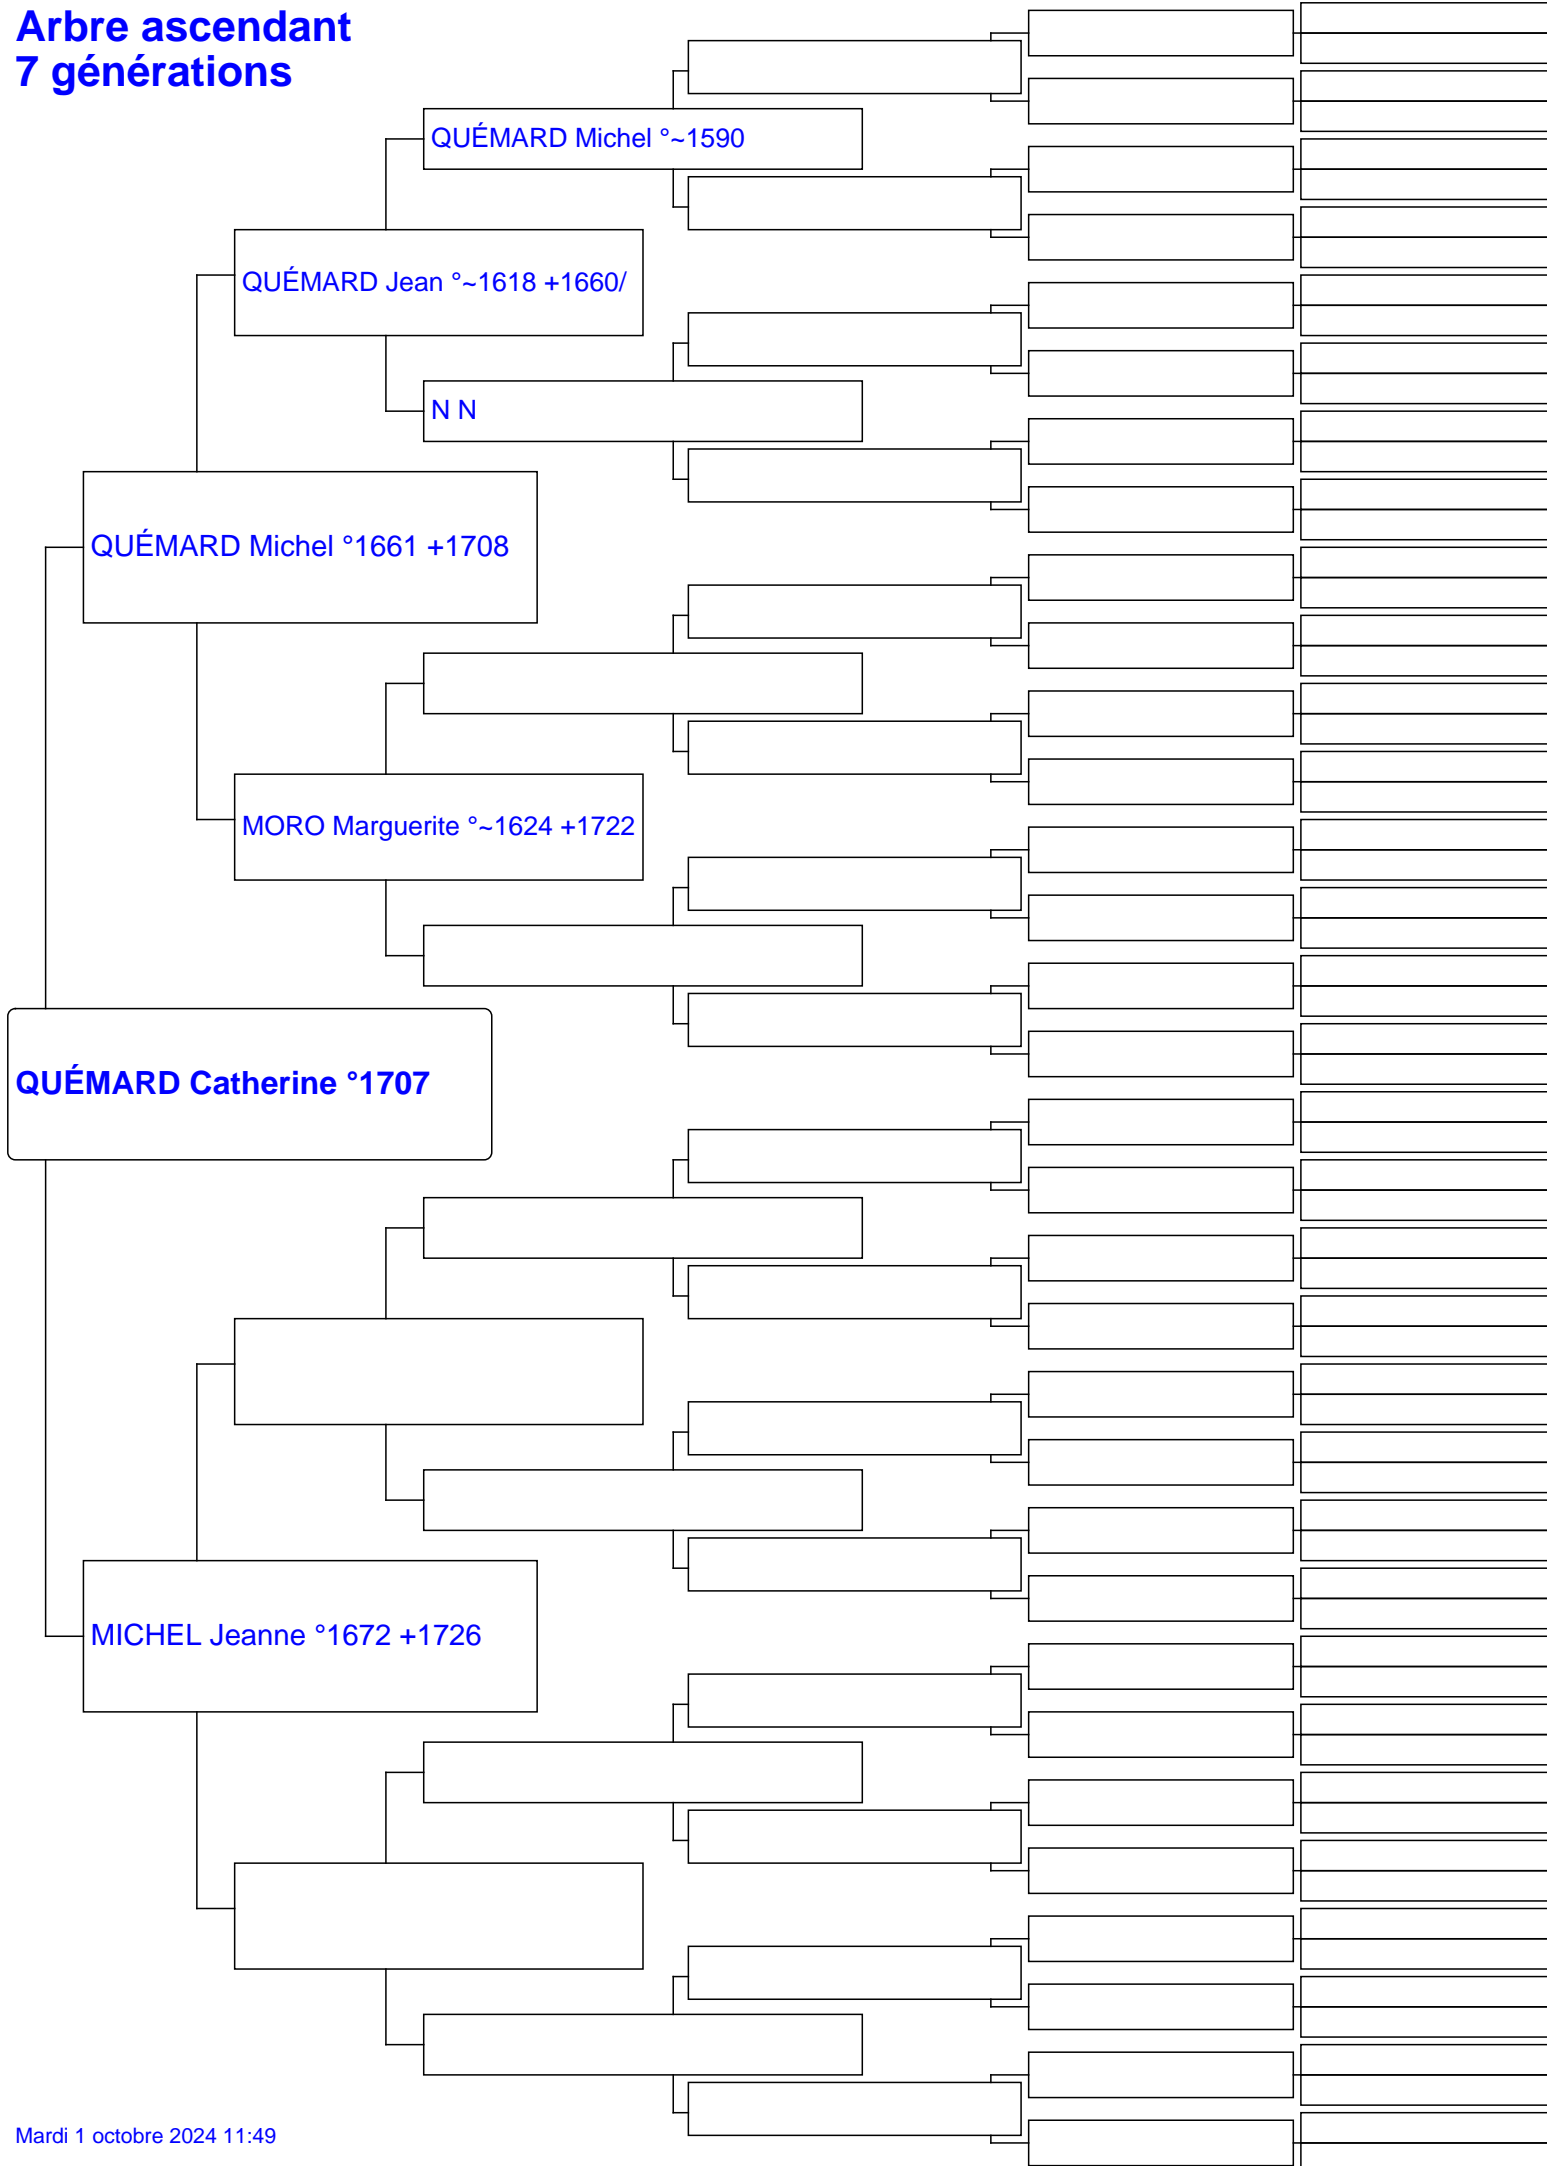 Arbre ascendant
7 générations
QUÉMARD Michel °~1590
QUÉMARD Jean °~1618 +1660/
N N
QUÉMARD Michel °1661 +1708
MORO Marguerite °~1624 +1722
QUÉMARD Catherine °1707
MICHEL Jeanne °1672 +1726
Mardi 1 octobre 2024 11:49